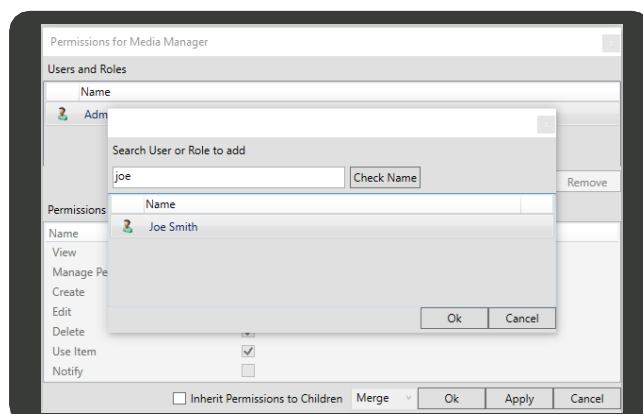 Permissions for Media Manager
Users and Roles
Name
Adm
Search User or Role to add
joe Check Name
Remove
Name
Joe Smith
Permissions
Name
View
Manage Pe
Create
Edit
Ok Cancel
Delete
Use Item
Notify
Inherit Permissions to Children Merge Ok Apply Cancel